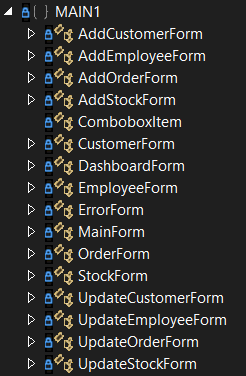 MAIN1
AddCustomerForm
AddEmployeeForm
AddOrderForm
AddStockForm
ComboboxItem
CustomerForm
DashboardForm
EmployeeForm
ErrorForm
MainForm
OrderForm
StockForm
UpdateCustomerForm
UpdateEmployeeForm
UpdateOrderForm
UpdateStockForm